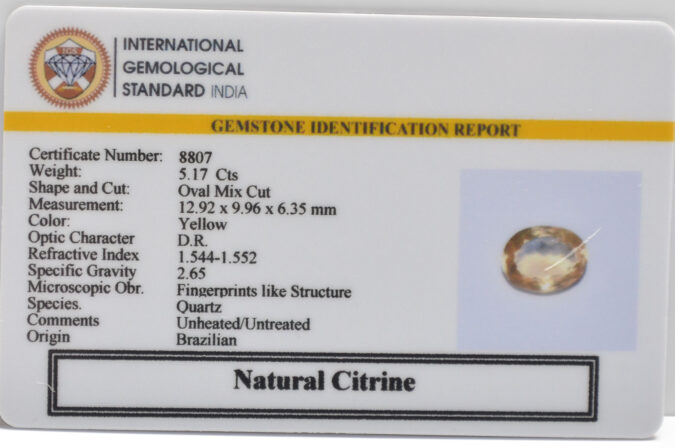 IGS
INTERNATIONAL
GEMOLOGICAL
STANDARD INDIA
GEMSTONE IDENTIFICATION REPORT
Certificate Number: 8807
Weight: 5.17 Cts
Shape and Cut: Oval Mix Cut
Measurement: 12.92 x 9.96 x 6.35 mm
Color: Yellow
Optic Character D.R.
Refractive Index 1.544-1.552
Specific Gravity 2.65
Microscopic Obr. Fingerprints like Structure
Species. Quartz
Comments Unheated/Untreated
Origin Brazilian
Natural Citrine